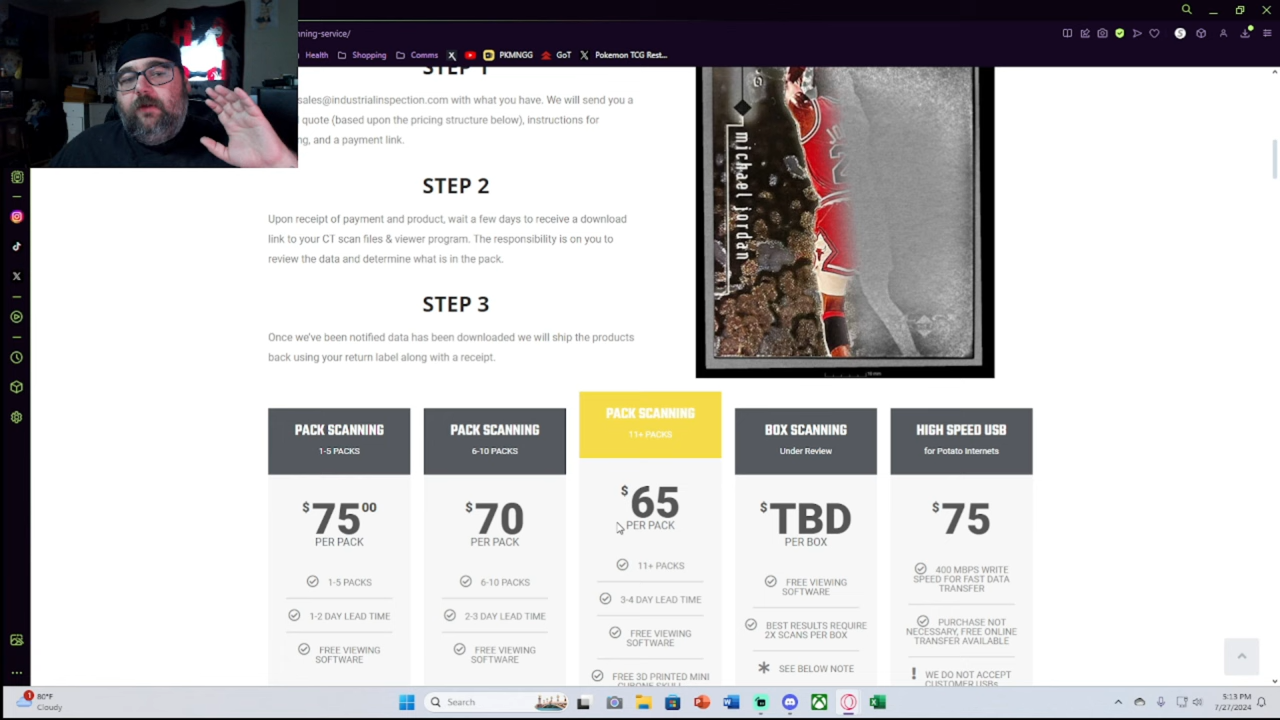 nning-service/
Health
Shopping
Comms
PKMNGG
GoT
Pokemon TCG Rest...
STEP 1
sales@industrialinspection.com with what you have. We will send you a
quote (based upon the pricing structure below), instructions for
ng, and a payment link.
STEP 2
Upon receipt of payment and product, wait a few days to receive a download
link to your CT scan files & viewer program. The responsibility is on you to
review the data and determine what is in the pack.
STEP 3
Once we've been notified data has been downloaded we will ship the products
back using your return label along with a receipt.
michael jordan
10 mm
PACK SCANNING
1-5 PACKS
$75 00
PER PACK
1-5 PACKS
1-2 DAY LEAD TIME
FREE VIEWING
SOFTWARE
PACK SCANNING
6-10 PACKS
$70
PER PACK
6-10 PACKS
2-3 DAY LEAD TIME
FREE VIEWING
SOFTWARE
PACK SCANNING
11+ PACKS
$65
PER PACK
11+ PACKS
3-4 DAY LEAD TIME
FREE VIEWING
SOFTWARE
FREE 3D PRINTED MINI
BOX SCANNING
Under Review
$TBD
PER BOX
FREE VIEWING
SOFTWARE
BEST RESULTS REQUIRE
2X SCANS PER BOX
SEE BELOW NOTE
HIGH SPEED USB
for Potato Internets
$75
400 MBPS WRITE
SPEED FOR FAST DATA
TRANSFER
PURCHASE NOT
NECESSARY, FREE ONLINE
TRANSFER AVAILABLE
WE DO NOT ACCEPT
CUSTOMER USBs
1
80°F
Cloudy
Search
5:13 PM
7/27/2024